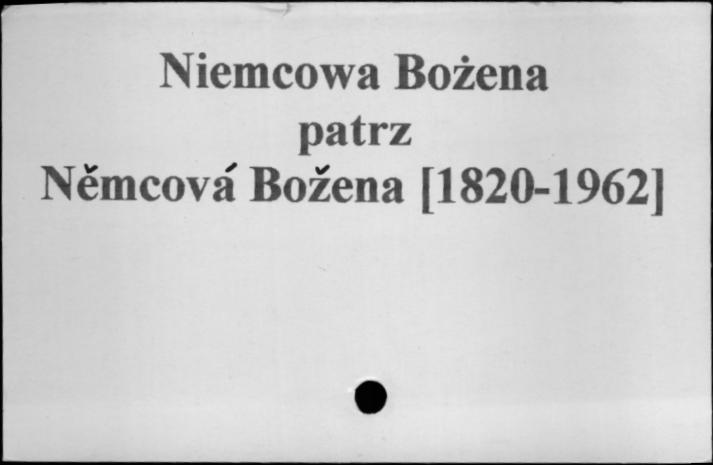 Niemcowa Bożena
patrz
Němcová Božena [1820-1962]